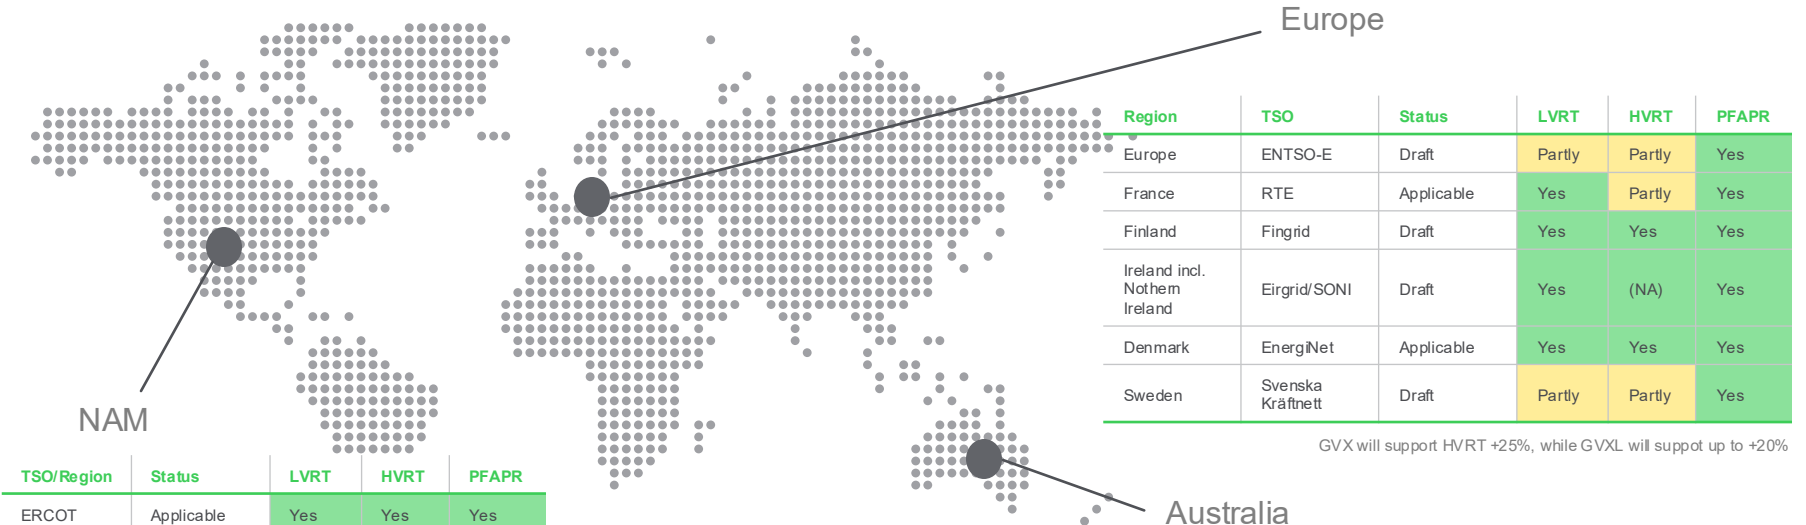 Europe
Region TSO Status LVRT HVRT PFAPR
Europe ENTSO-E Draft Partly Partly Yes
France RTE Applicable Yes Partly Yes
Finland Fingrid Draft Yes Yes Yes
Ireland incl.
Nothern
Ireland
Eirgrid/SONI Draft Yes (NA) Yes
Denmark EnergiNet Applicable Yes Yes Yes
Sweden
Svenska
Kräftnett
Draft Partly Partly Yes
GVX will support HVRT +25%, while GVXL will suppot up to +20%
NAM
TSO/Region Status LVRT HVRT PFAPR
ERCOT Applicable Yes Yes Yes
Australia